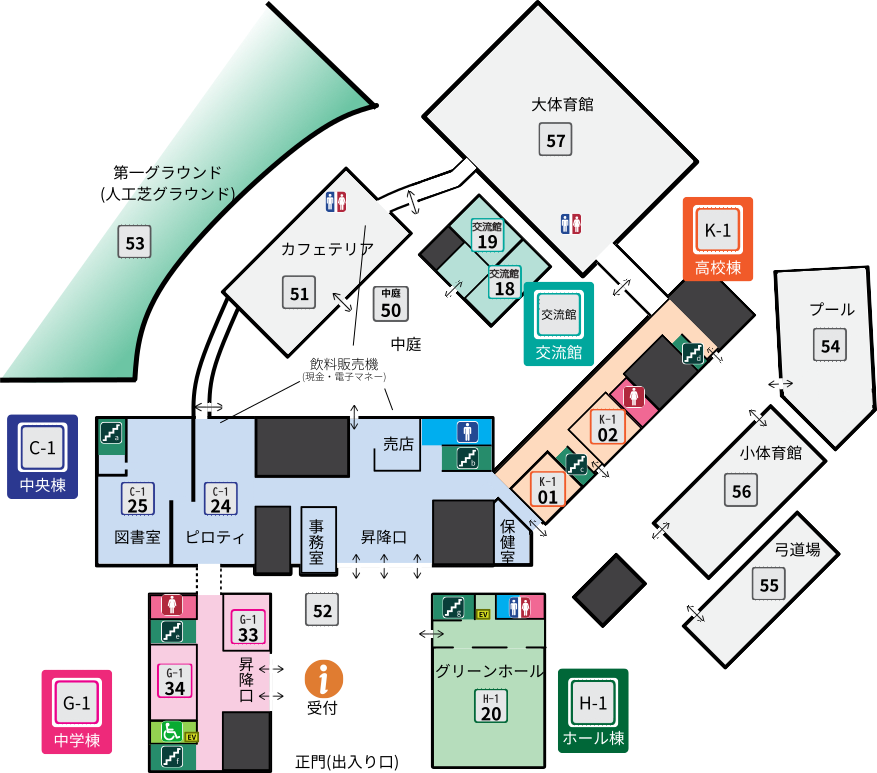 大体育館
57
第一グラウンド
(人工芝グラウンド)
53
交流館
19
交流館
18
K-1
高校棟
カフェテリア
51
中庭
50
中庭
交流館
交流館
プール
54
飲料販売機
(現金・電子マネー)
d
K-1
02
C-1
中央棟
a
売店
b
小体育館
56
K-1
01
c
C-1
25
図書室
C-1
24
ピロティ
事務室
昇降口
保健室
弓道場
55
52
e
G-1
33
g
EV
G-1
34
昇降口
受付
グリーンホール
H-1
20
G-1
中学棟
H-1
ホール棟
EV
f
正門(出入り口)